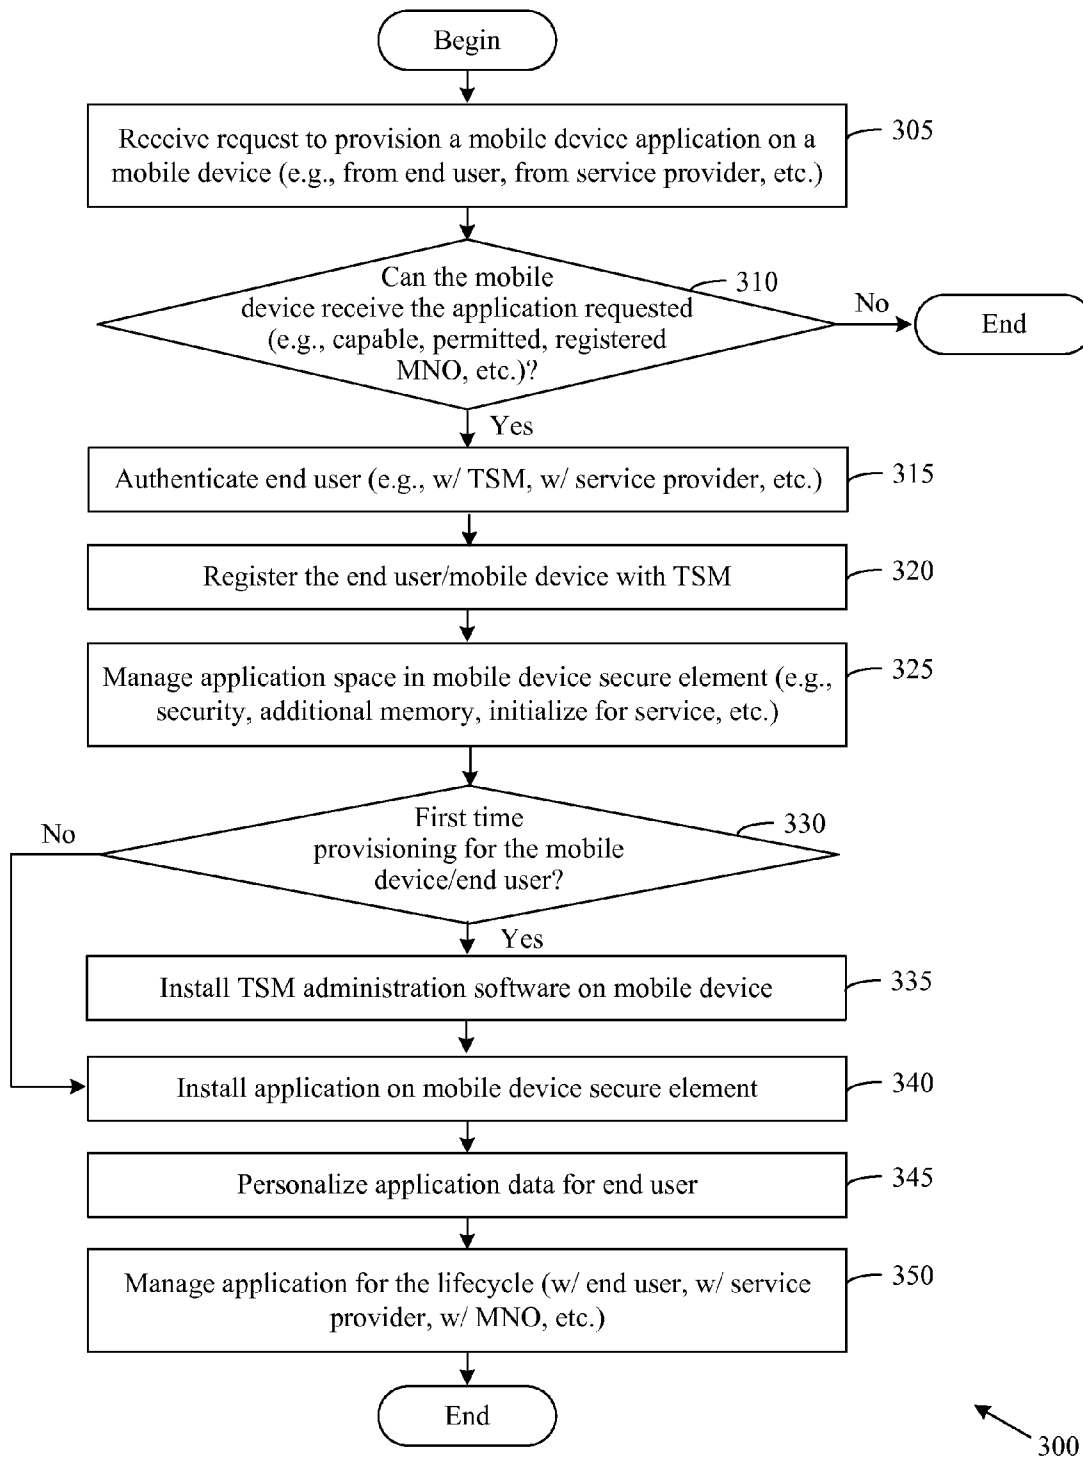 Begin
Receive request to provision a mobile device application on a
mobile device (e.g., from end user, from service provider, etc.)
305
Can the mobile
device receive the application requested
(e.g., capable, permitted, registered
MNO, etc.)?
310
No
End
Yes
Authenticate end user (e.g., w/ TSM, w/ service provider, etc.)
315
Register the end user/mobile device with TSM
320
Manage application space in mobile device secure element (e.g.,
security, additional memory, initialize for service, etc.)
325
No
First time
provisioning for the mobile
device/end user?
330
Yes
Install TSM administration software on mobile device
335
Install application on mobile device secure element
340
Personalize application data for end user
345
Manage application for the lifecycle (w/ end user, w/ service
provider, w/ MNO, etc.)
350
End
300